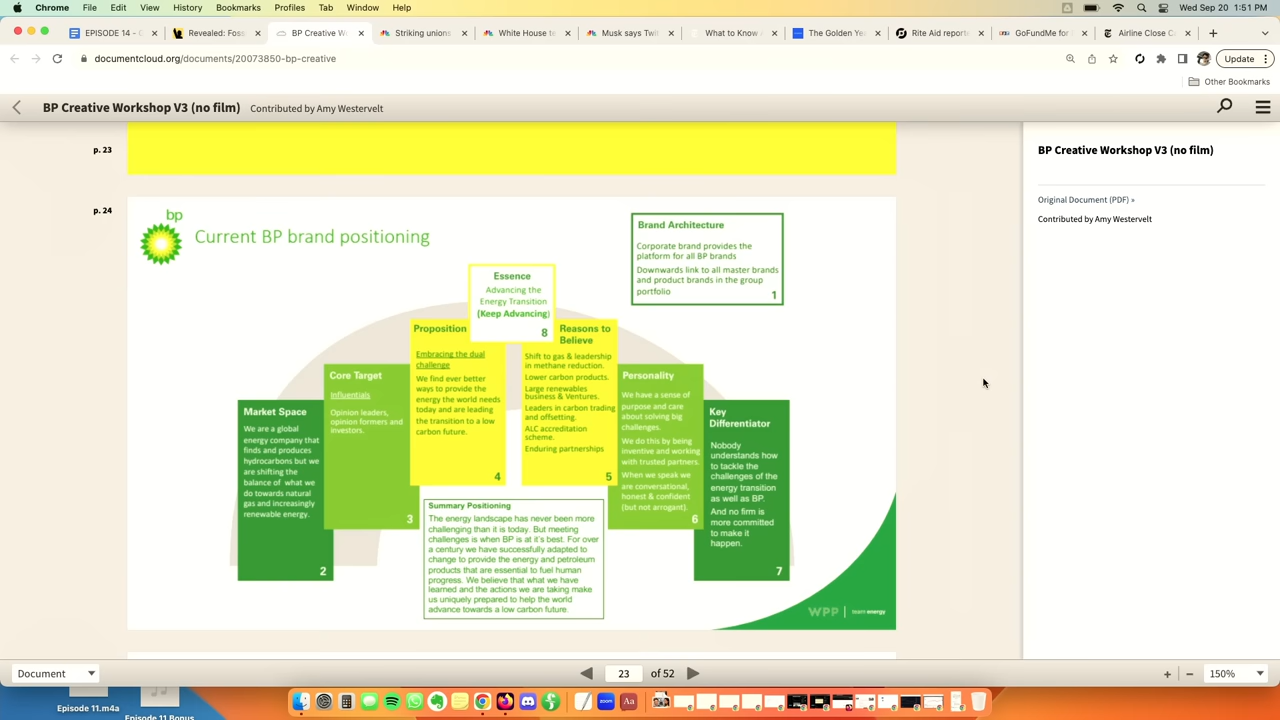 Chrome File Edit View History Bookmarks Profiles Tab Window Help
Wed Sep 20 1:51 PM
EPISODE 14 -
Revealed: Foss
BP Creative W
Striking unions
White House te
Musk says Twit
What to Know
The Golden Ye
Rite Aid reporte
GoFundMe for
Airline Close C
documentcloud.org/documents/20073850-bp-creative
Update
Other Bookmarks
BP Creative Workshop V3 (no film) Contributed by Amy Westervelt
p. 23
p. 24
bp
Current BP brand positioning
Brand Architecture
Corporate brand provides the
platform for all BP brands
Downwards link to all master brands
and product brands in the group
portfolio
1
Essence
Advancing the
Energy Transition
(Keep Advancing)
8
Market Space
We are a global
energy company that
finds and produces
hydrocarbons but we
are shifting the
balance of what we
do towards natural
gas and increasingly
renewable energy.
2
Core Target
Influentials
Opinion leaders,
opinion formers and
investors.
3
Proposition
Embracing the dual
challenge
We find ever better
ways to provide the
energy the world needs
today and are leading
the transition to a low
carbon future.
4
Reasons to
Believe
Shift to gas & leadership
in methane reduction.
Lower carbon products.
Large renewables
business & Ventures.
Leaders in carbon trading
and offsetting.
ALC accreditation
scheme.
Enduring partnerships
5
Personality
We have a sense of
purpose and care
about solving big
challenges.
We do this by being
inventive and working
with trusted partners.
When we speak we
are conversational,
honest & confident
(but not arrogant).
6
Key
Differentiator
Nobody
understands how
to tackle the
challenges of the
energy transition
as well as BP.
And no firm is
more committed
to make it
happen.
7
Summary Positioning
The energy landscape has never been more
challenging than it is today. But meeting
challenges is when BP is at it's best. For over
a century we have successfully adapted to
change to provide the energy and petroleum
products that are essential to fuel human
progress. We believe that what we have
learned and the actions we are taking make
us uniquely prepared to help the world
advance towards a low carbon future.
WPP | team energy
BP Creative Workshop V3 (no film)
Original Document (PDF) »
Contributed by Amy Westervelt
Document
23 of 52
+ − 150%
Episode 11.m4a
Episode 11 Bonus
zoom
Aa